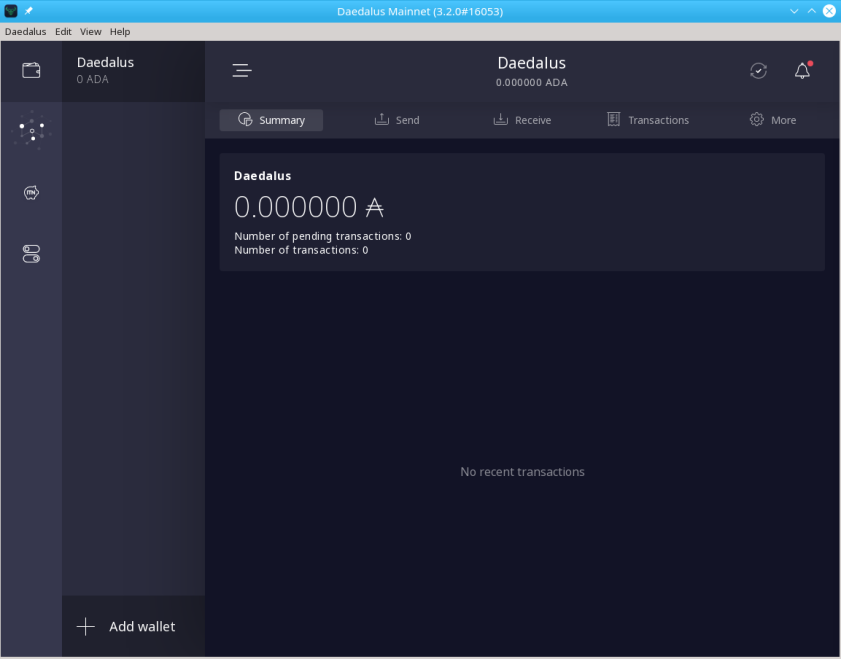 Daedalus Mainnet (3.2.0#16053)
Daedalus Edit View Help
Daedalus
0 ADA
Daedalus
0.000000 ADA
Summary Send Receive Transactions More
Daedalus
0.000000 ₳
Number of pending transactions: 0
Number of transactions: 0
No recent transactions
ITN
Add wallet